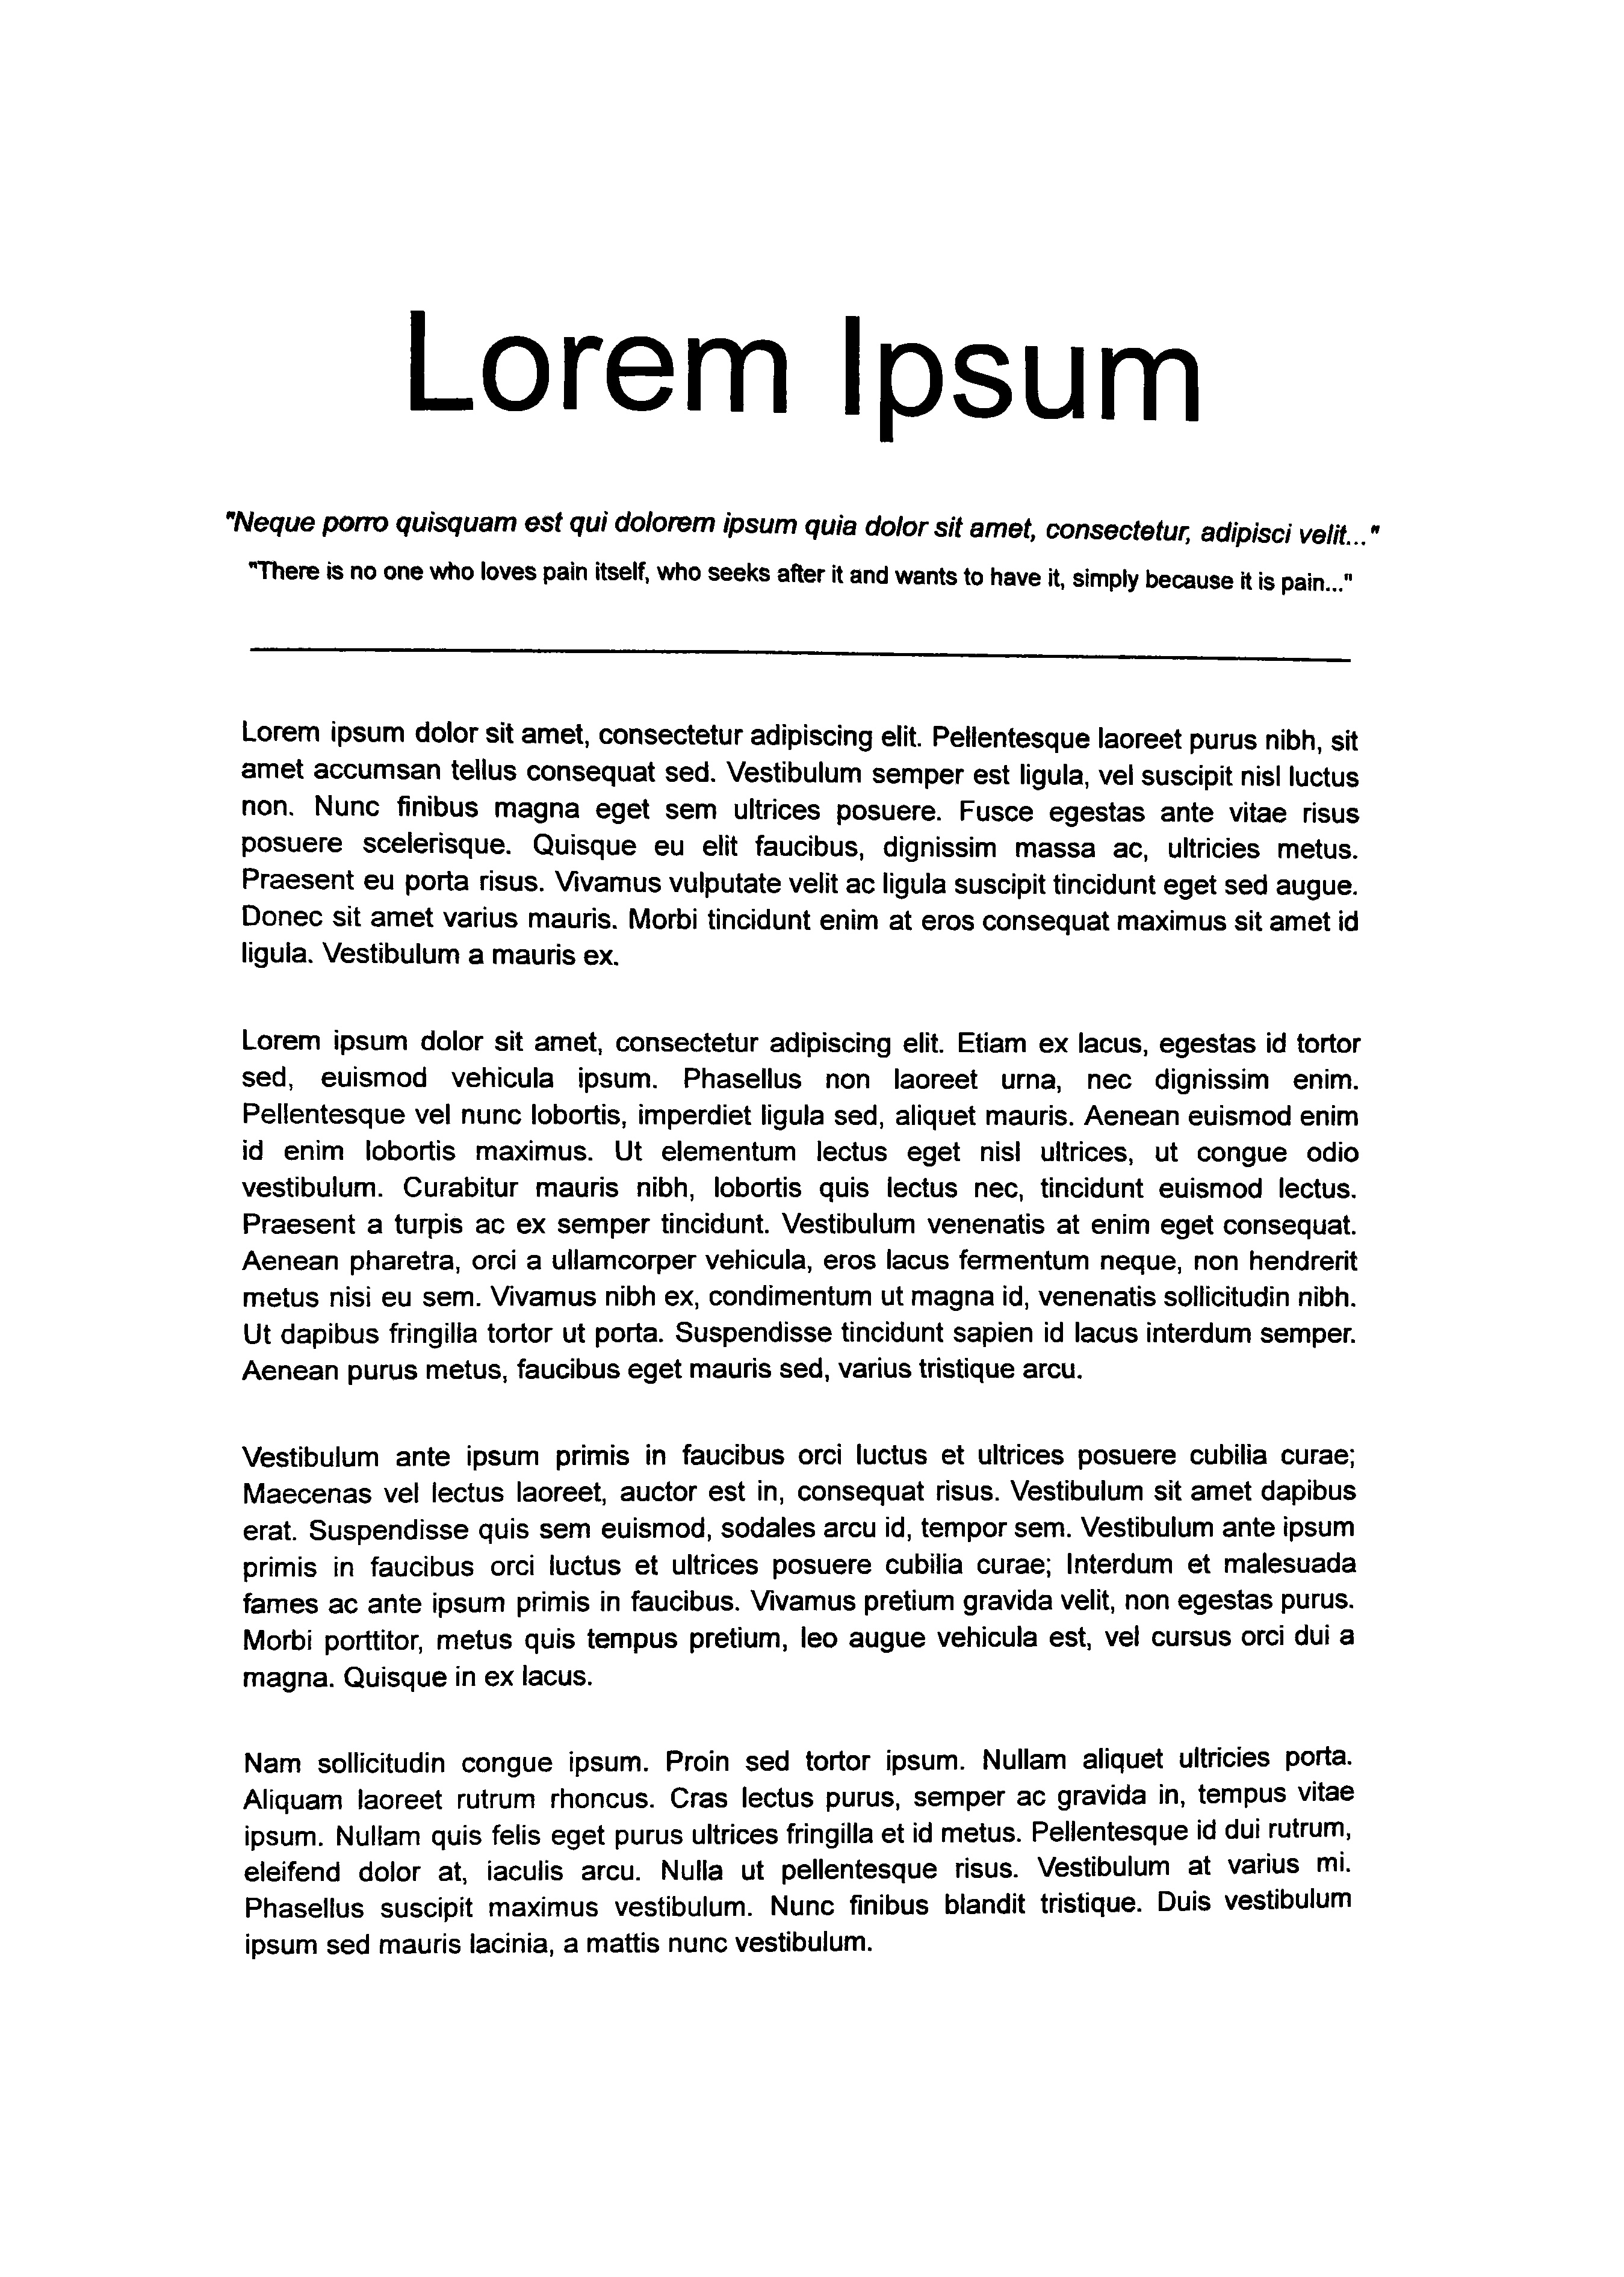 Lorem Ipsum
"Neque porro quisquam est qui dolorem ipsum quia dolor sit amet, consectetur, adipisci velit..."
"There is no one who loves pain itself, who seeks after it and wants to have it, simply because it is pain..."
Lorem ipsum dolor sit amet, consectetur adipiscing elit. Pellentesque laoreet purus nibh, sit
amet accumsan tellus consequat sed. Vestibulum semper est ligula, vel suscipit nisl luctus
non. Nunc finibus magna eget sem ultrices posuere. Fusce egestas ante vitae risus
posuere scelerisque. Quisque eu elit faucibus, dignissim massa ac, ultricies metus.
Praesent eu porta risus. Vivamus vulputate velit ac ligula suscipit tincidunt eget sed augue.
Donec sit amet varius mauris. Morbi tincidunt enim at eros consequat maximus sit amet id
ligula. Vestibulum a mauris ex.
Lorem ipsum dolor sit amet, consectetur adipiscing elit. Etiam ex lacus, egestas id tortor
sed, euismod vehicula ipsum. Phasellus non laoreet urna, nec dignissim enim.
Pellentesque vel nunc lobortis, imperdiet ligula sed, aliquet mauris. Aenean euismod enim
id enim lobortis maximus. Ut elementum lectus eget nisl ultrices, ut congue odio
vestibulum. Curabitur mauris nibh, lobortis quis lectus nec, tincidunt euismod lectus.
Praesent a turpis ac ex semper tincidunt. Vestibulum venenatis at enim eget consequat.
Aenean pharetra, orci a ullamcorper vehicula, eros lacus fermentum neque, non hendrerit
metus nisi eu sem. Vivamus nibh ex, condimentum ut magna id, venenatis sollicitudin nibh.
Ut dapibus fringilla tortor ut porta. Suspendisse tincidunt sapien id lacus interdum semper.
Aenean purus metus, faucibus eget mauris sed, varius tristique arcu.
Vestibulum ante ipsum primis in faucibus orci luctus et ultrices posuere cubilia curae;
Maecenas vel lectus laoreet, auctor est in, consequat risus. Vestibulum sit amet dapibus
erat. Suspendisse quis sem euismod, sodales arcu id, tempor sem. Vestibulum ante ipsum
primis in faucibus orci luctus et ultrices posuere cubilia curae; Interdum et malesuada
fames ac ante ipsum primis in faucibus. Vivamus pretium gravida velit, non egestas purus.
Morbi porttitor, metus quis tempus pretium, leo augue vehicula est, vel cursus orci dui a
magna. Quisque in ex lacus.
Nam sollicitudin congue ipsum. Proin sed tortor ipsum. Nullam aliquet ultricies porta.
Aliquam laoreet rutrum rhoncus. Cras lectus purus, semper ac gravida in, tempus vitae
ipsum. Nullam quis felis eget purus ultrices fringilla et id metus. Pellentesque id dui rutrum,
eleifend dolor at, iaculis arcu. Nulla ut pellentesque risus. Vestibulum at varius mi.
Phasellus suscipit maximus vestibulum. Nunc finibus blandit tristique. Duis vestibulum
ipsum sed mauris lacinia, a mattis nunc vestibulum.